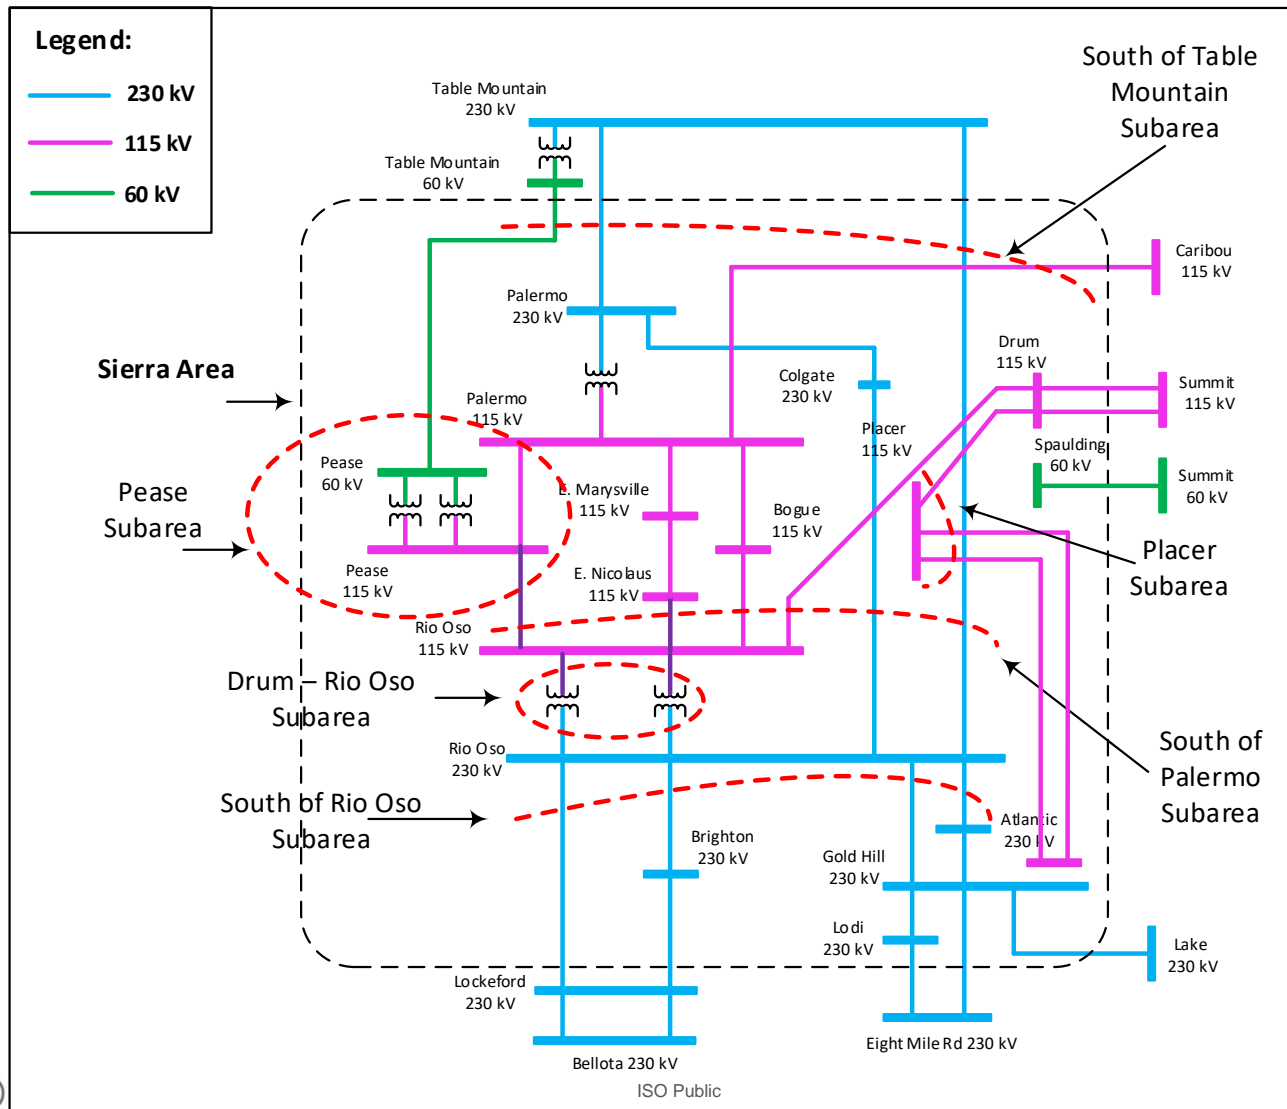 Legend:
230 kV
115 kV
60 kV
Table Mountain
230 kV
Table Mountain
60 kV
South of Table
Mountain
Subarea
Caribou
115 kV
Palermo
230 kV
Drum
115 kV
Sierra Area
Colgate
230 kV
Summit
115 kV
Palermo
115 kV
Placer
115 kV
Spaulding
60 kV
Summit
60 kV
Pease
60 kV
Pease
Subarea
E. Marysville
115 kV
Bogue
115 kV
Placer
Subarea
Pease
115 kV
E. Nicolaus
115 kV
Rio Oso
115 kV
Drum – Rio Oso
Subarea
Rio Oso
230 kV
South of
Palermo
Subarea
South of Rio Oso
Subarea
Atlantic
230 kV
Brighton
230 kV
Gold Hill
230 kV
Lodi
230 kV
Lake
230 kV
Lockeford
230 kV
Eight Mile Rd 230 kV
Bellota 230 kV
ISO Public